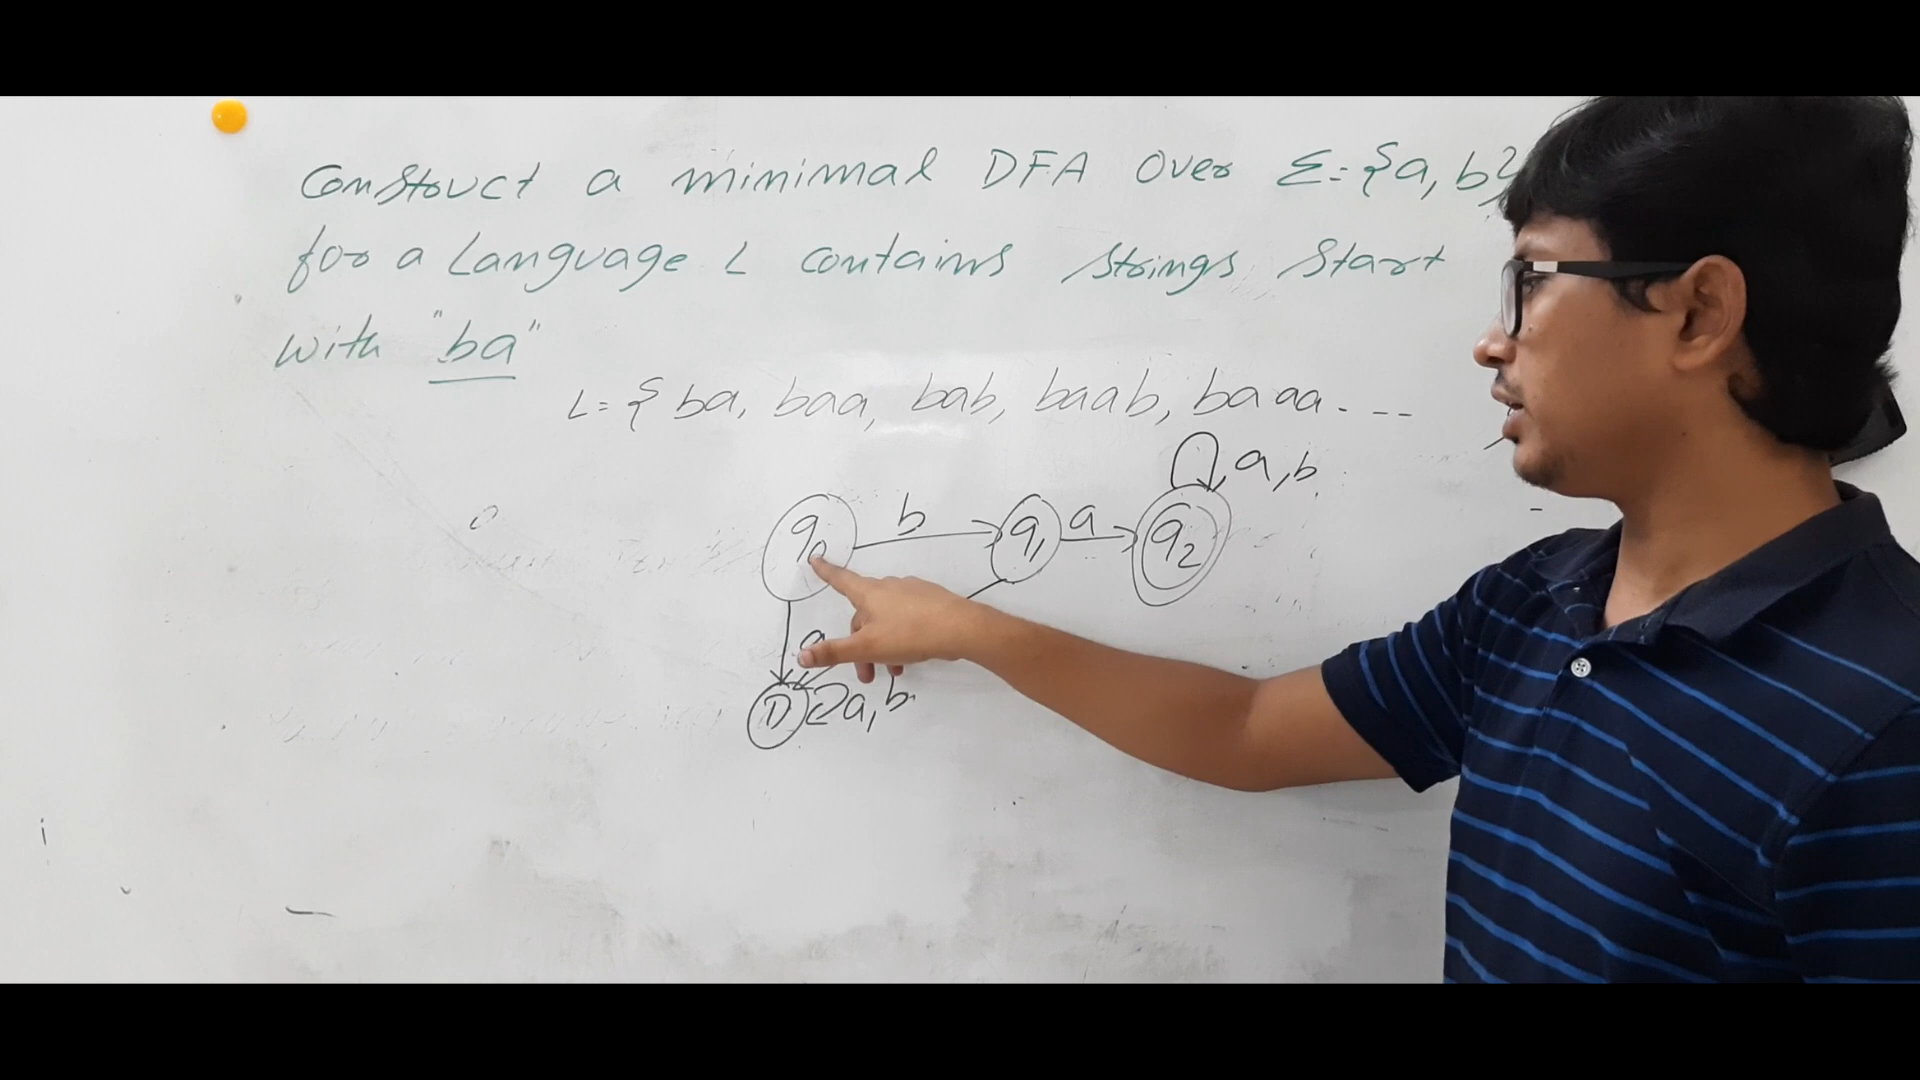 Construct a minimal DFA over Σ={a, b}
for a Language L contains strings start
with "ba"
L={ ba, baa, bab, baab, baaa. - - -
a, b
q0 b q1 a q2
a
D a, b